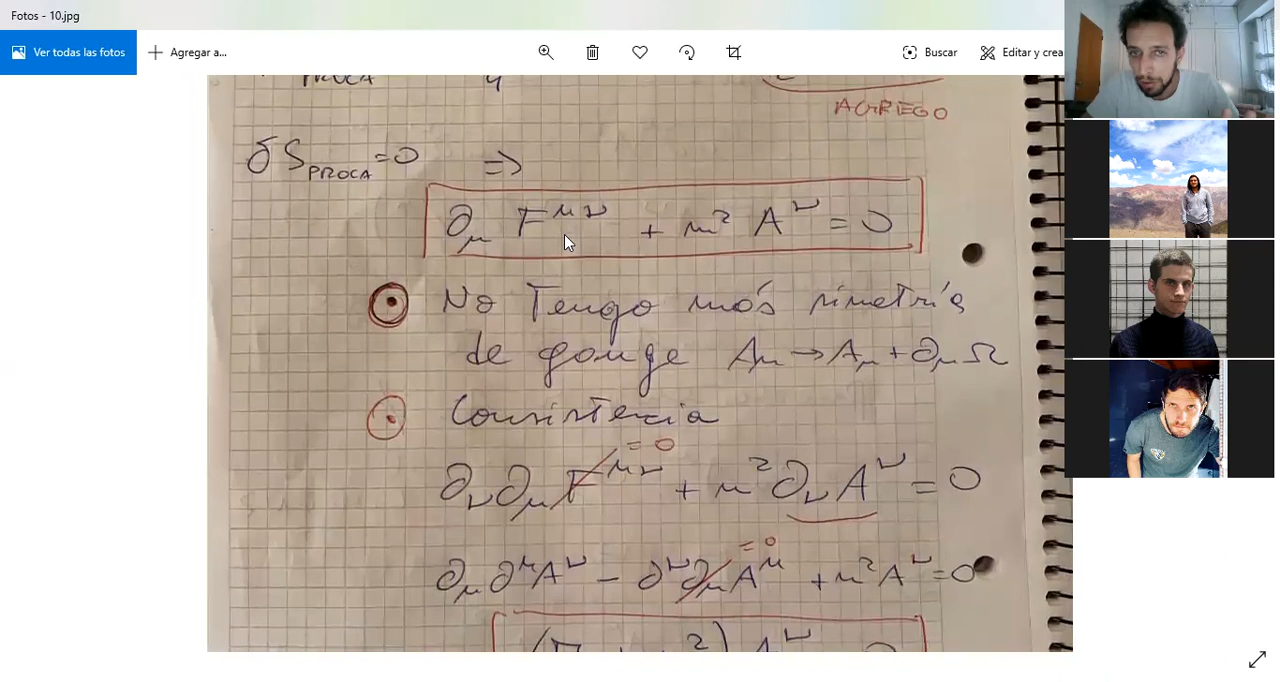 Fotos - 10.jpg
Ver todas las fotos
Agregar a...
Buscar
Editar y crea
PROCA 4
AGREGO
δS_PROCA = 0 ⇒
∂_μ F^{μν} + m² A^ν = 0
No Tengo más simetría
de gauge A_μ → A_μ + ∂_μ Ω
Consistencia
= 0
∂_ν ∂_μ F^{μν} + m² ∂_ν A^ν = 0
= 0
∂_μ ∂^μ A^ν - ∂^ν ∂_μ A^μ + m² A^ν = 0